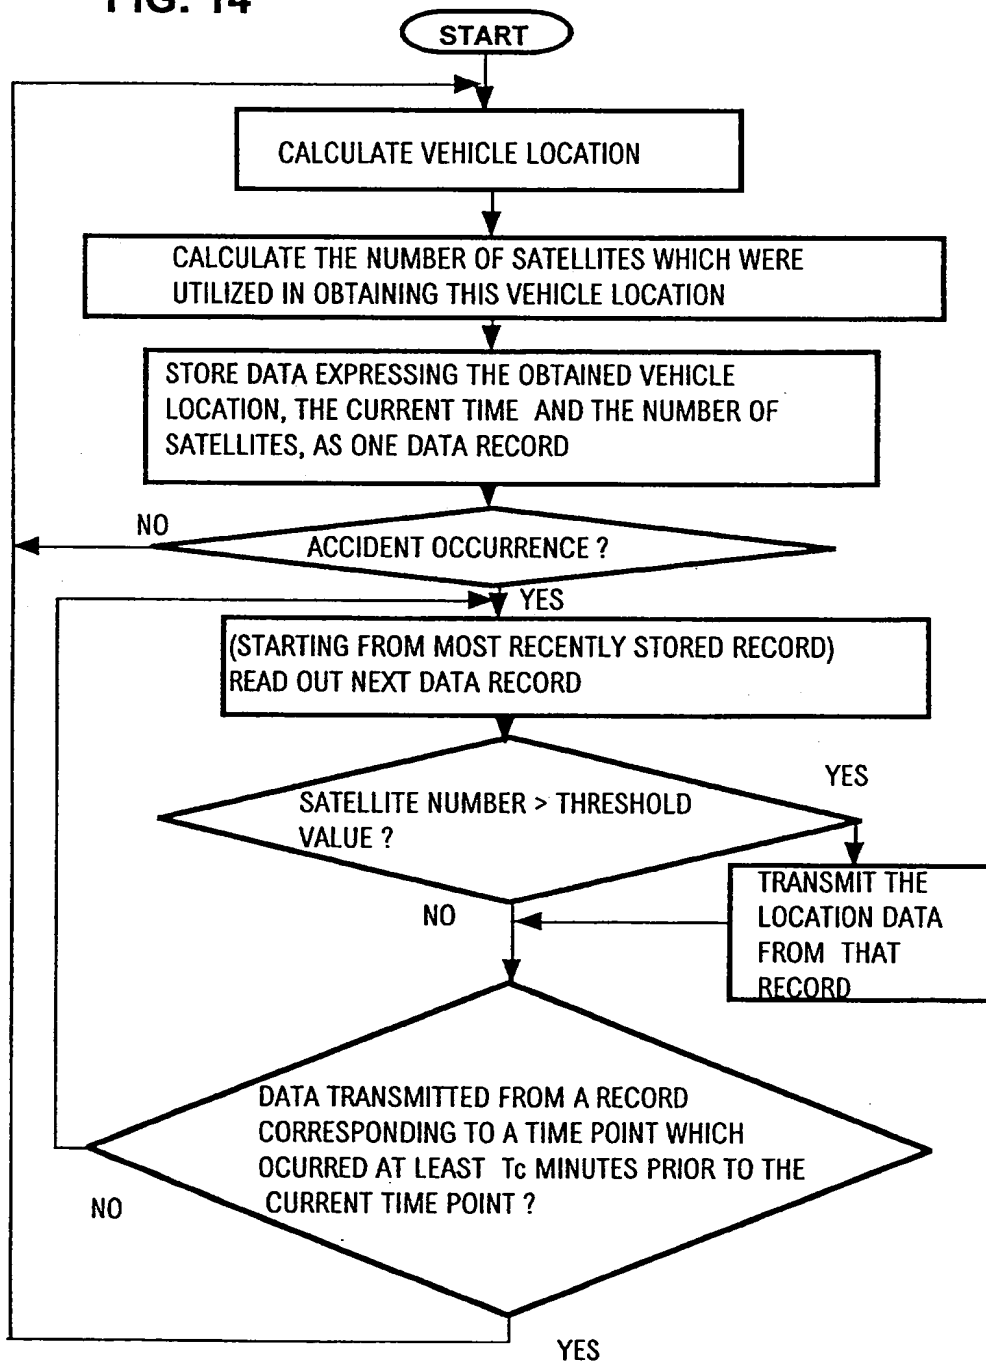 FIG. 14
START
CALCULATE VEHICLE LOCATION
CALCULATE THE NUMBER OF SATELLITES WHICH WERE
UTILIZED IN OBTAINING THIS VEHICLE LOCATION
STORE DATA EXPRESSING THE OBTAINED VEHICLE
LOCATION, THE CURRENT TIME AND THE NUMBER OF
SATELLITES, AS ONE DATA RECORD
NO
ACCIDENT OCCURRENCE ?
YES
(STARTING FROM MOST RECENTLY STORED RECORD)
READ OUT NEXT DATA RECORD
YES
SATELLITE NUMBER > THRESHOLD
VALUE ?
TRANSMIT THE
LOCATION DATA
FROM THAT
RECORD
NO
DATA TRANSMITTED FROM A RECORD
CORRESPONDING TO A TIME POINT WHICH
OCURRED AT LEAST Tc MINUTES PRIOR TO THE
CURRENT TIME POINT ?
NO
YES